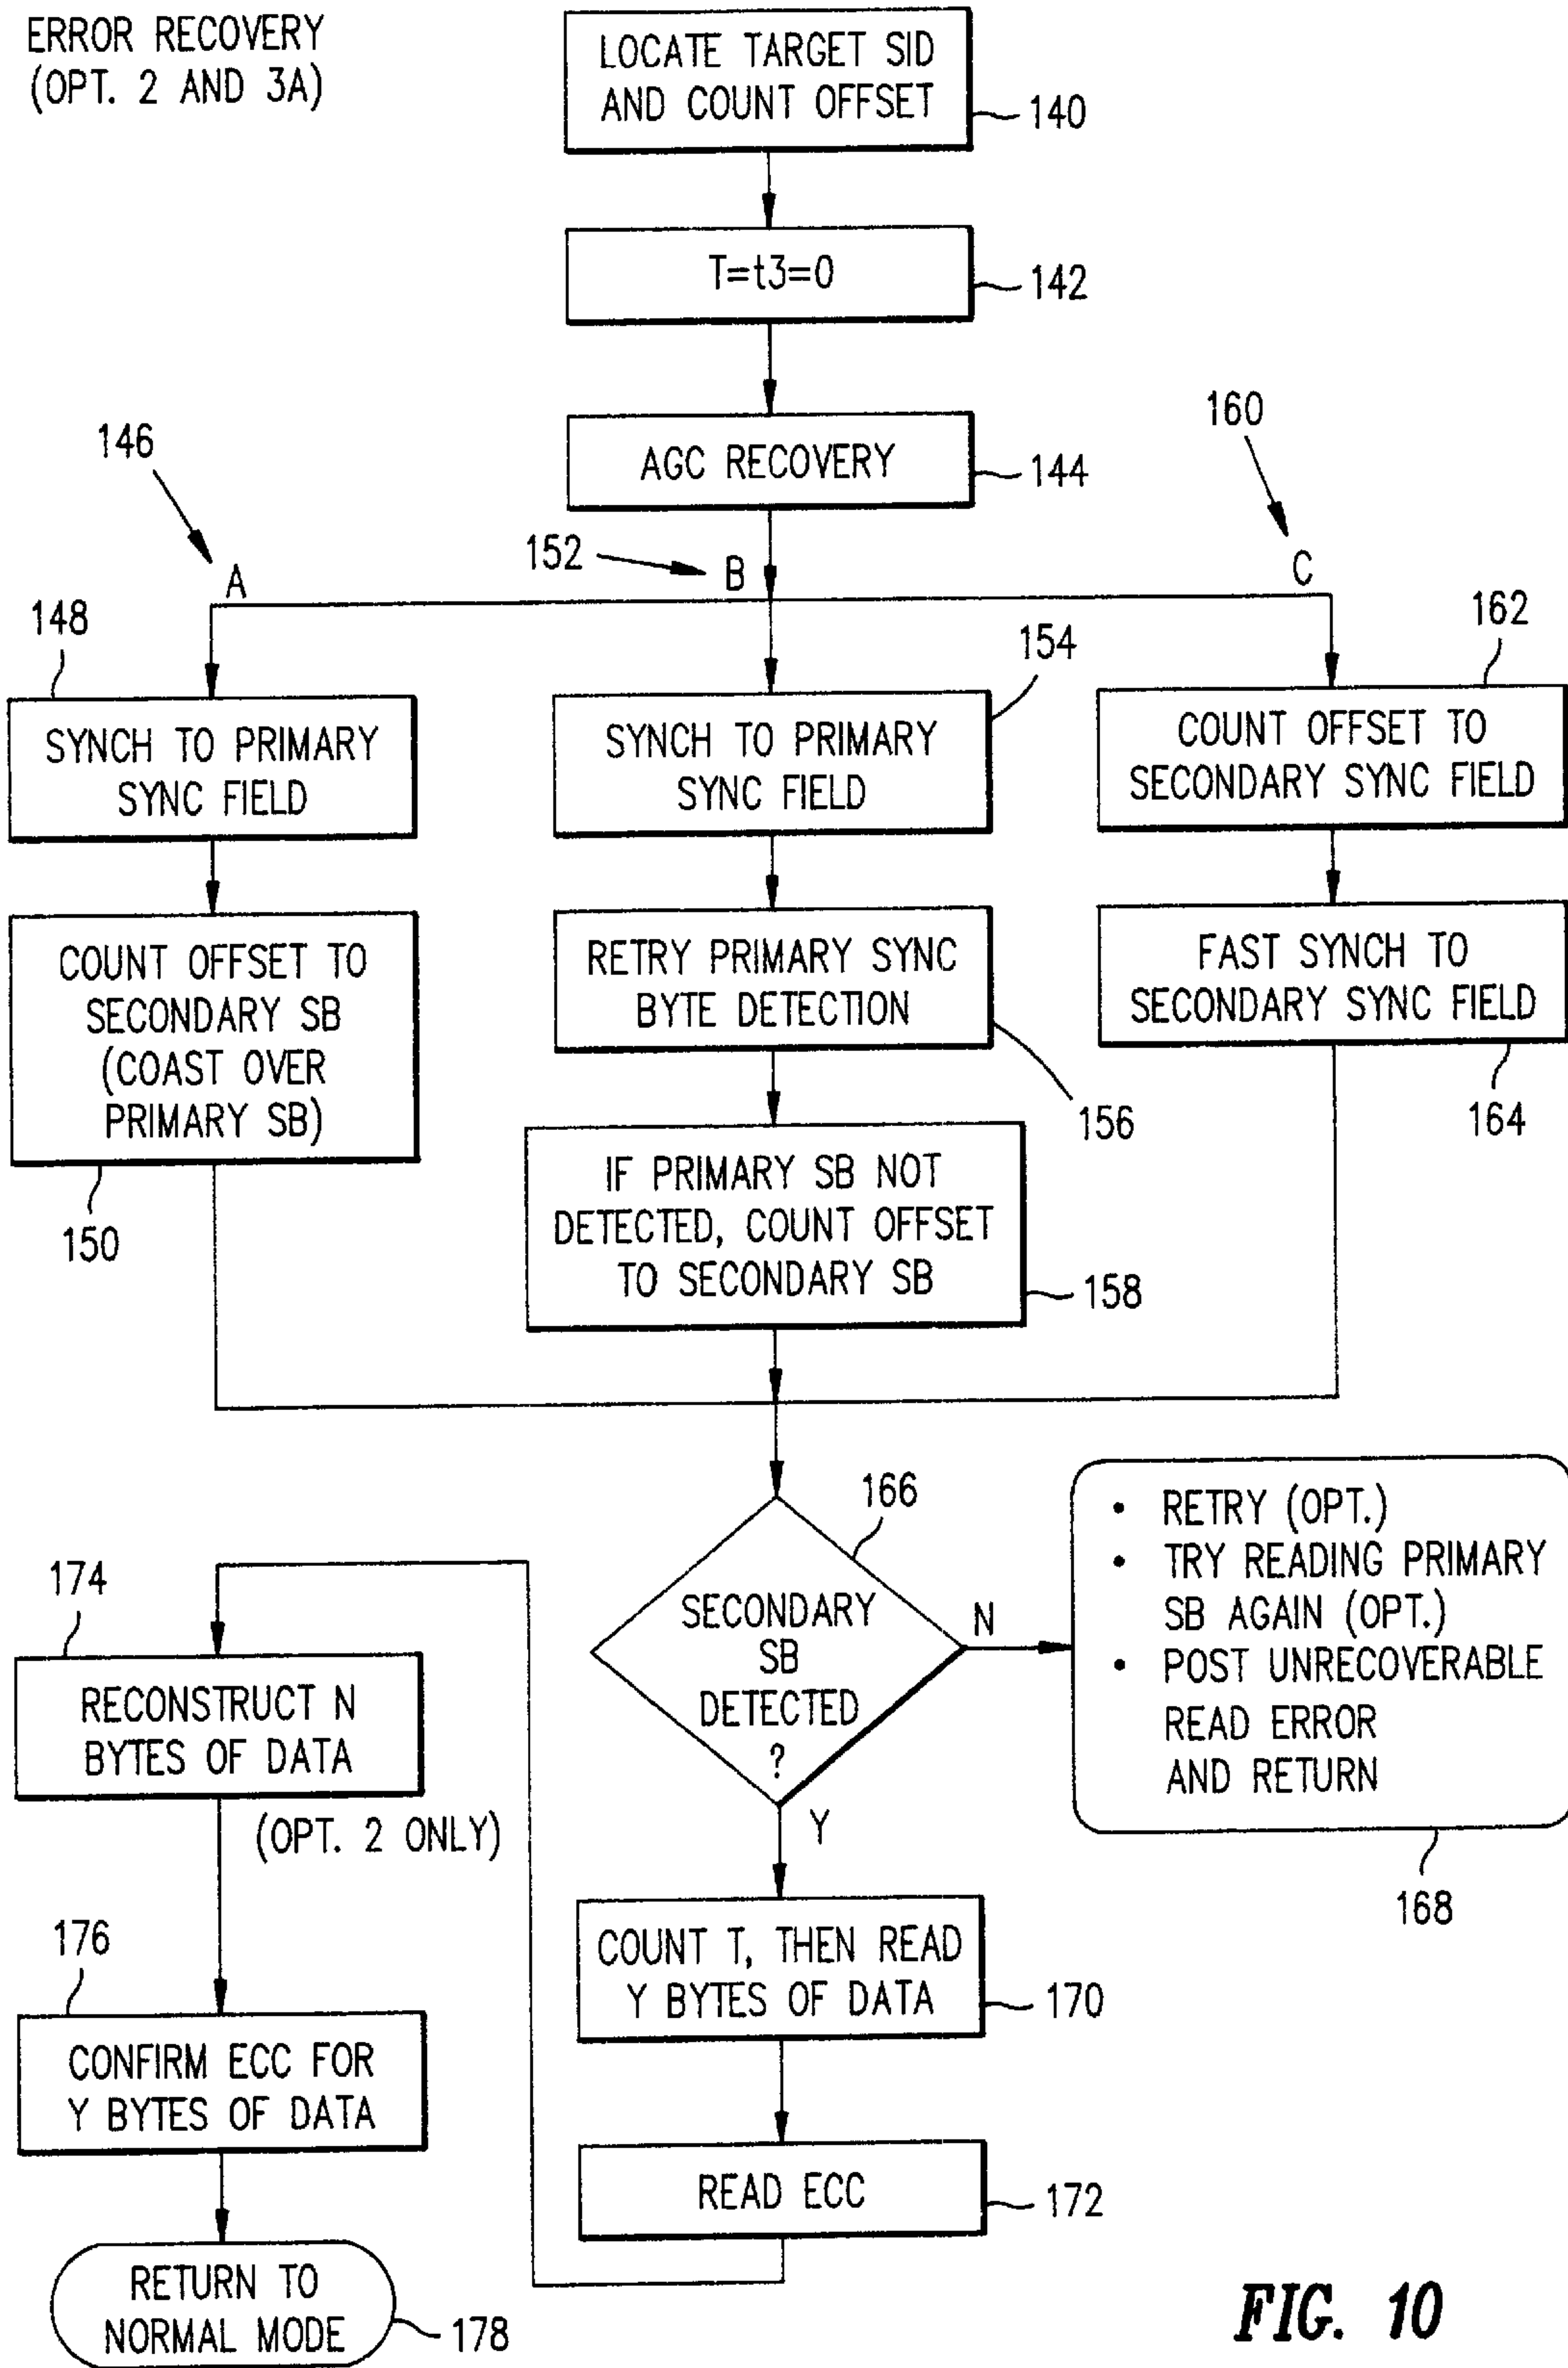 ERROR RECOVERY
(OPT. 2 AND 3A)
LOCATE TARGET SID
AND COUNT OFFSET
140
T=t3=0
142
AGC RECOVERY
144
146
A
152
B
160
C
148
SYNCH TO PRIMARY
SYNC FIELD
COUNT OFFSET TO
SECONDARY SB
(COAST OVER
PRIMARY SB)
150
154
SYNCH TO PRIMARY
SYNC FIELD
RETRY PRIMARY SYNC
BYTE DETECTION
156
IF PRIMARY SB NOT
DETECTED, COUNT OFFSET
TO SECONDARY SB
158
162
COUNT OFFSET TO
SECONDARY SYNC FIELD
FAST SYNCH TO
SECONDARY SYNC FIELD
164
166
SECONDARY
SB
DETECTED
?
N
Y
• RETRY (OPT.)
• TRY READING PRIMARY
SB AGAIN (OPT.)
• POST UNRECOVERABLE
READ ERROR
AND RETURN
168
COUNT T, THEN READ
Y BYTES OF DATA
170
READ ECC
172
174
RECONSTRUCT N
BYTES OF DATA
(OPT. 2 ONLY)
176
CONFIRM ECC FOR
Y BYTES OF DATA
RETURN TO
NORMAL MODE
178
FIG. 10